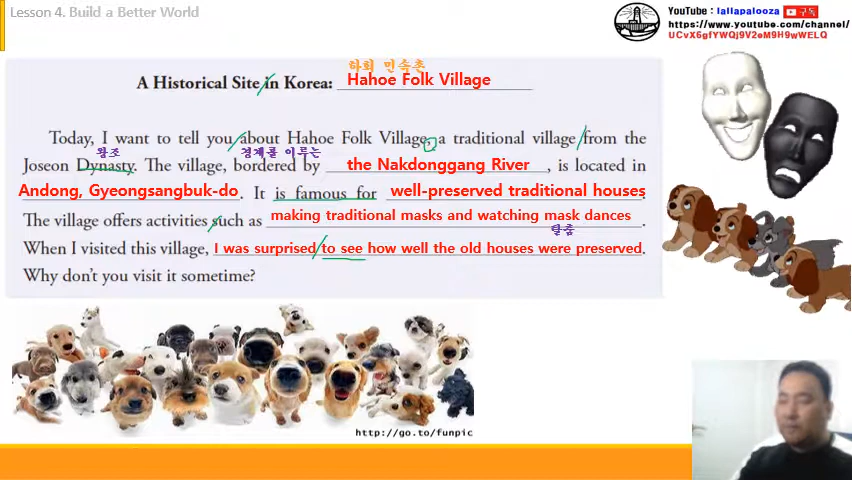 Lesson 4. Build a Better World
YouTube : lallapalooza 구독
https://www.youtube.com/channel/
UCvX6gfYWQj9V2eM9H9wWELQ
하회 민속촌
A Historical Site in Korea: Hahoe Folk Village
Today, I want to tell you about Hahoe Folk Village, a traditional village from the
왕조 경계를 이루는
Joseon Dynasty. The village, bordered by the Nakdonggang River, is located in
Andong, Gyeongsangbuk-do. It is famous for well-preserved traditional houses.
The village offers activities such as making traditional masks and watching mask dances.
탈춤
When I visited this village, I was surprised to see how well the old houses were preserved.
Why don't you visit it sometime?
http://go.to/funpic